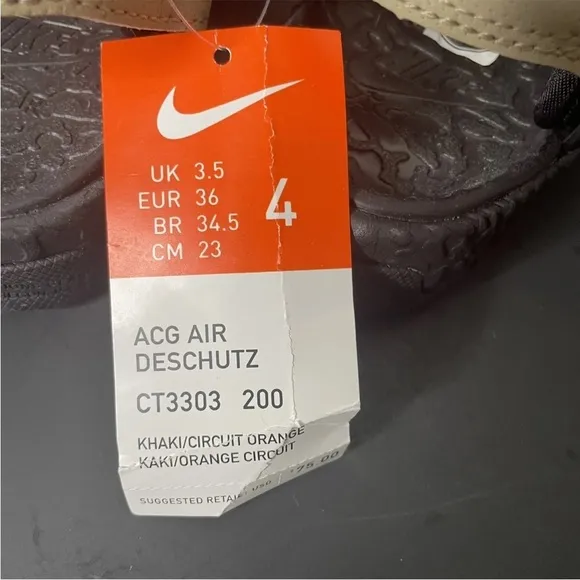 UK 3.5
EUR 36
BR 34.5
CM 23
4
ACG AIR
DESCHUTZ
CT3303 200
KHAKI/CIRCUIT ORANGE
KAKI/ORANGE CIRCUIT
SUGGESTED RETAIL USD 75.00